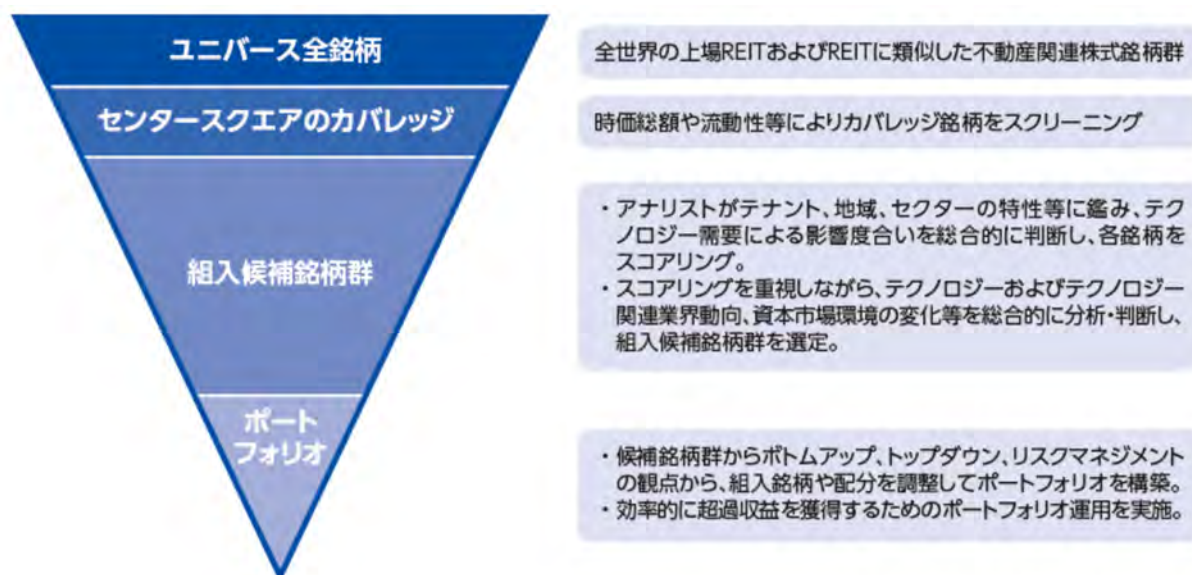 ユニバース全銘柄
全世界の上場REITおよびREITに類似した不動産関連株式銘柄群
センタースクエアのカバレッジ
時価総額や流動性等によりカバレッジ銘柄をスクリーニング
組入候補銘柄群
・アナリストがテナント、地域、セクターの特性等に鑑み、テク
ノロジー需要による影響度合いを総合的に判断し、各銘柄を
スコアリング。
・スコアリングを重視しながら、テクノロジーおよびテクノロジー
関連業界動向、資本市場環境の変化等を総合的に分析・判断し、
組入候補銘柄群を選定。
ポート
フォリオ
・候補銘柄群からボトムアップ、トップダウン、リスクマネジメント
の観点から、組入銘柄や配分を調整してポートフォリオを構築。
・効率的に超過収益を獲得するためのポートフォリオ運用を実施。